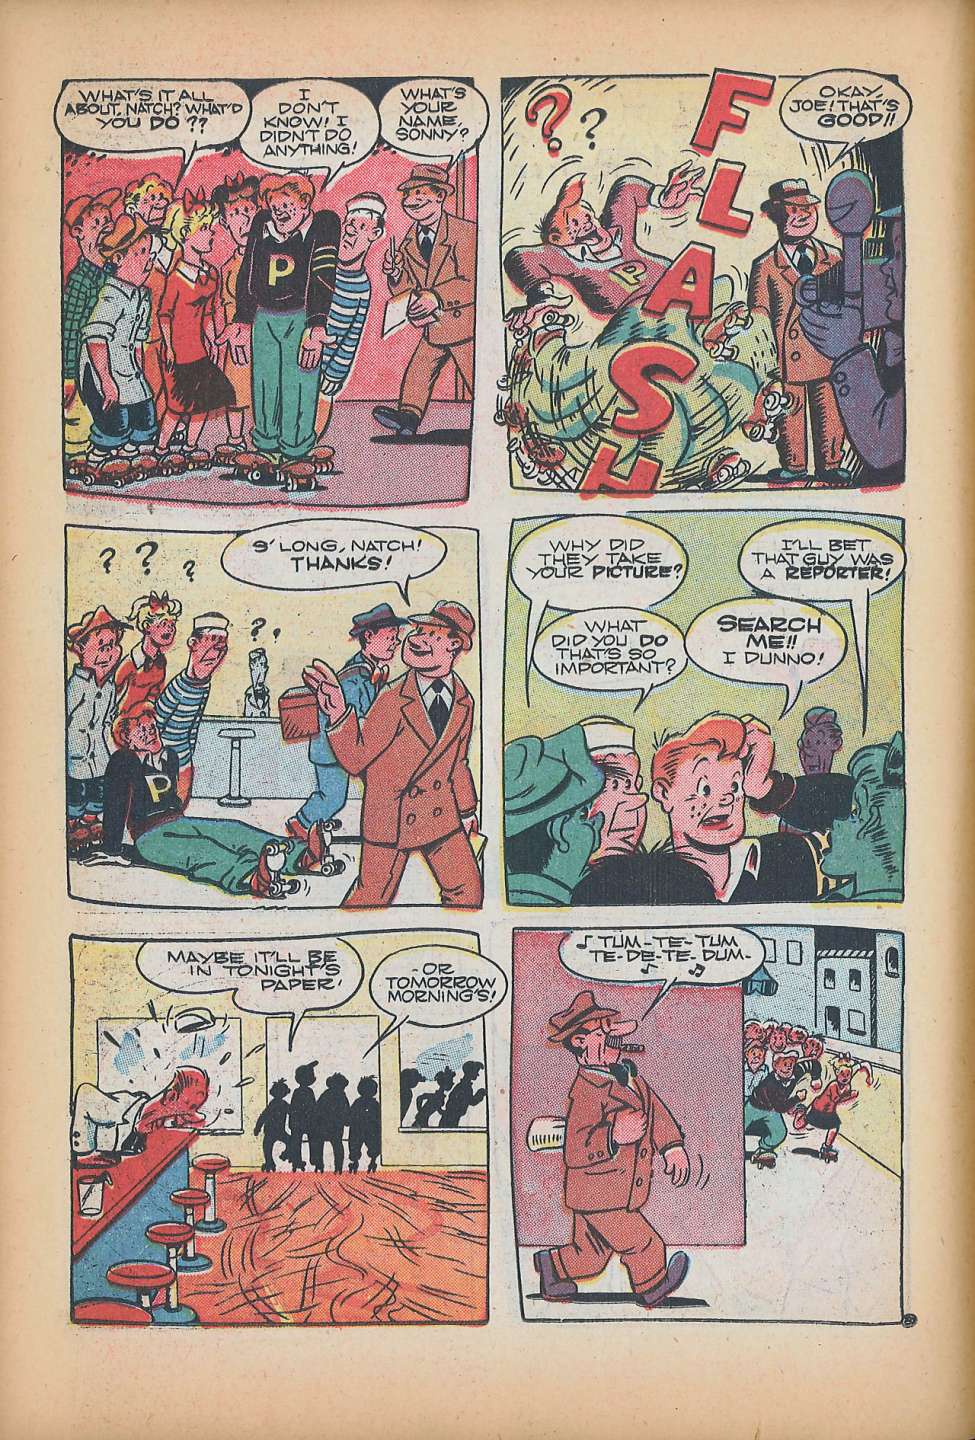 WHAT'S IT ALL
ABOUT, NATCH? WHAT'D
YOU DO ??
I
DON'T
KNOW! I
DIDN'T DO
ANYTHING!
WHAT'S
YOUR
NAME,
SONNY?
P
? ?
FLASH
P
OKAY,
JOE! THAT'S
GOOD!!
? ? ?
9' LONG, NATCH!
THANKS!
? ,
P
WHY DID
THEY TAKE
YOUR PICTURE?
WHAT
DID YOU DO
THAT'S SO
IMPORTANT?
SEARCH
ME!!
I DUNNO!
I'LL BET
THAT GUY WAS
A REPORTER!
MAYBE IT'LL BE
IN TONIGHT'S
PAPER!
-OR
TOMORROW
MORNING'S!
♪ TUM-TE-TUM
TE-DE-TE-DUM-
♪ ♫